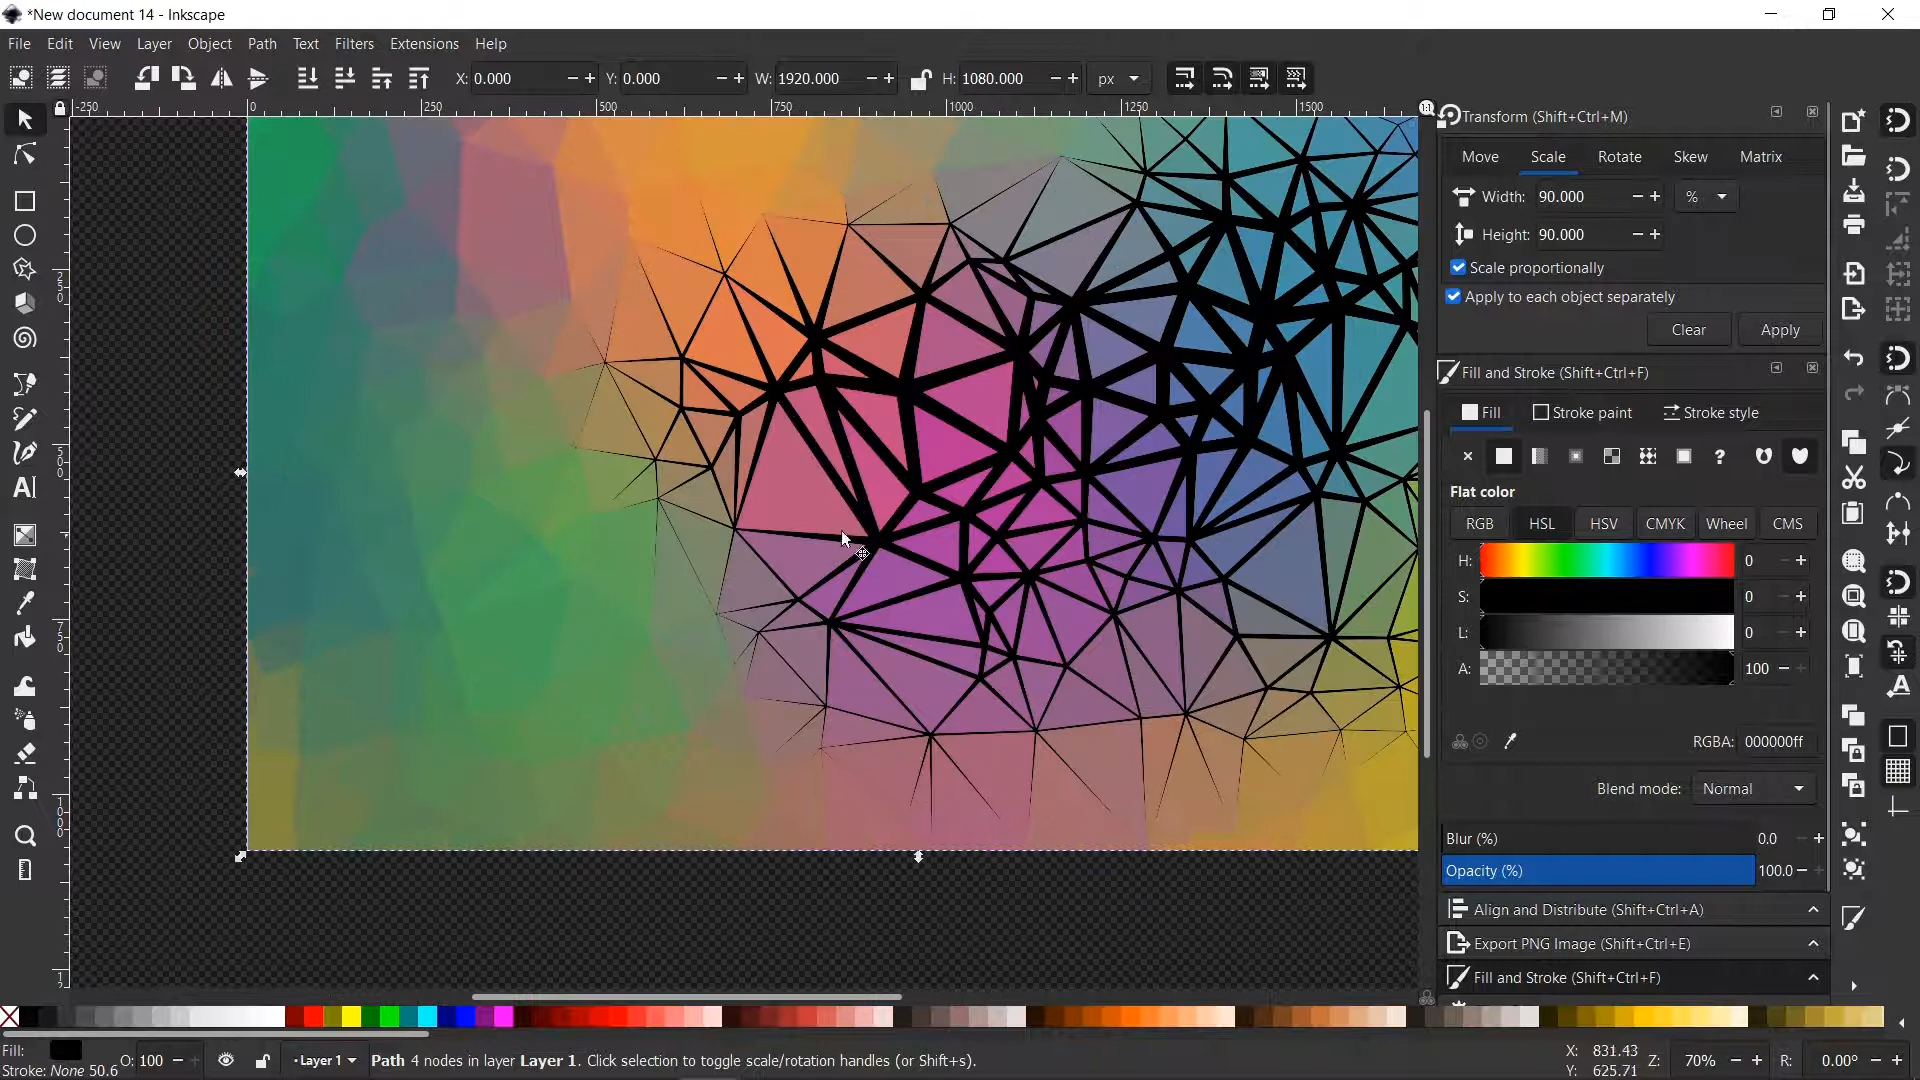 *New document 14 - Inkscape
File Edit View Layer Object Path Text Filters Extensions Help
X: 0.000 Y: 0.000 W: 1920.000 H: 1080.000 px
-250 0 250 500 750 1000 1250 1500
250
500
750
1000
Transform (Shift+Ctrl+M)
Move Scale Rotate Skew Matrix
Width: 90.000 %
Height: 90.000
Scale proportionally
Apply to each object separately
Clear Apply
Fill and Stroke (Shift+Ctrl+F)
Fill Stroke paint Stroke style
Flat color
RGB HSL HSV CMYK Wheel CMS
H: 0
S: 0
L: 0
A: 100
RGBA: 000000ff
Blend mode: Normal
Blur (%) 0.0
Opacity (%) 100.0
Align and Distribute (Shift+Ctrl+A)
Export PNG Image (Shift+Ctrl+E)
Fill and Stroke (Shift+Ctrl+F)
Fill:
Stroke: None 50.6
O: 100
•Layer 1
Path 4 nodes in layer Layer 1. Click selection to toggle scale/rotation handles (or Shift+s).
X: 831.43
Y: 625.71
Z: 70%
R: 0.00°